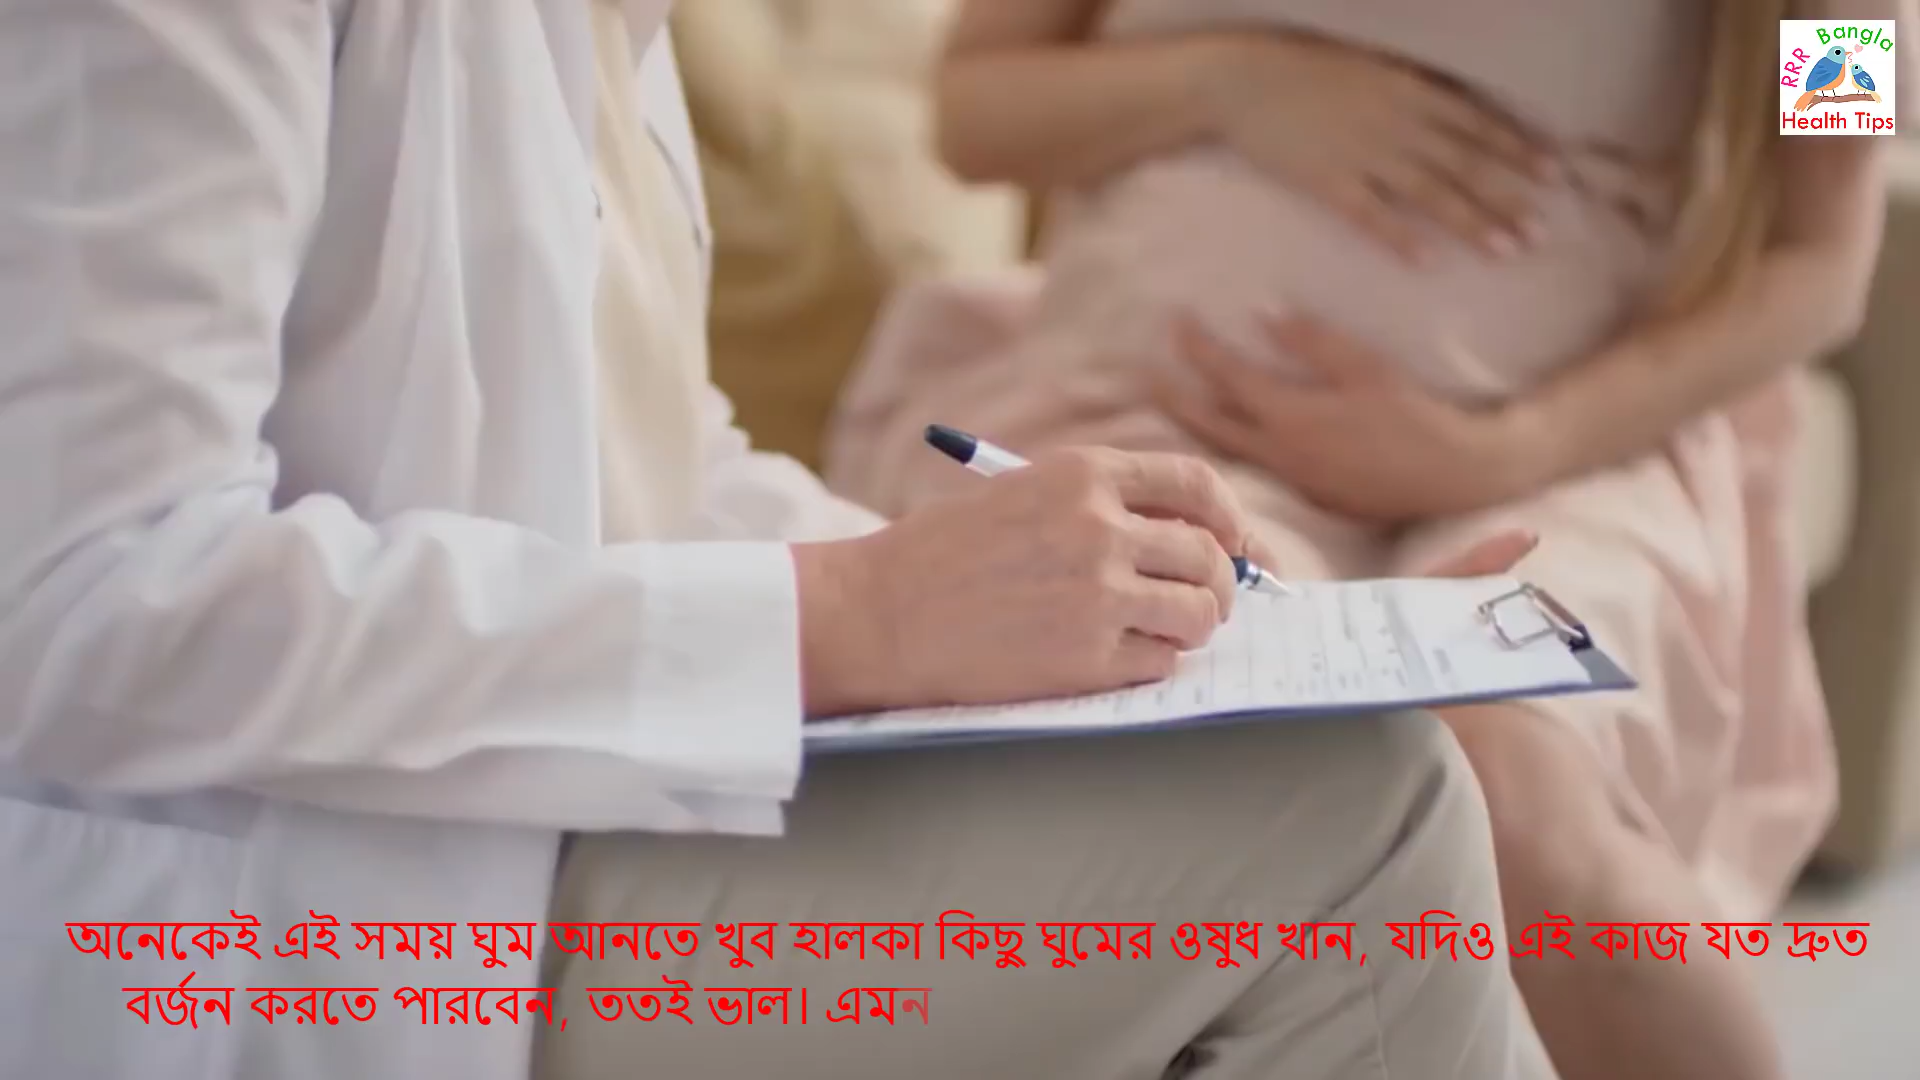 RRR Bangla
Health Tips
অনেকেই এই সময় ঘুম আনতে খুব হালকা কিছু ঘুমের ওষুধ খান, যদিও এই কাজ যত দ্রুত
বর্জন করতে পারবেন, ততই ভাল। এমন